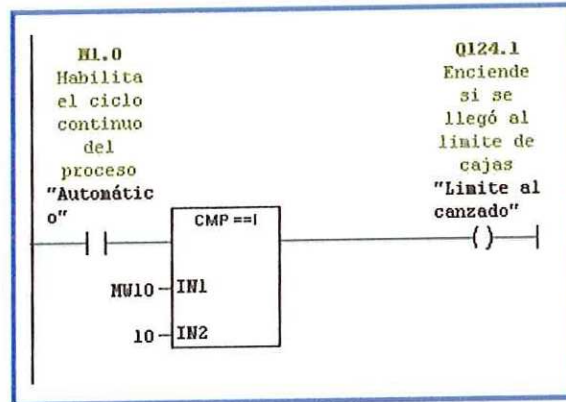 M1.0
Habilita
el ciclo
continuo
del
proceso
"Automátic
o"
Q124.1
Enciende
si se
llegó al
limite de
cajas
"Limite al
canzado"
CMP ==I
MW10
IN1
10
IN2